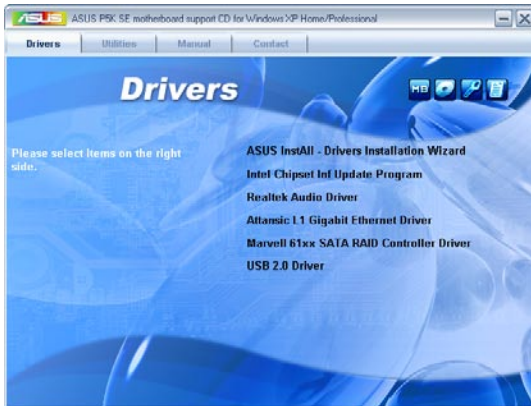 ASUS ASUS P5K SE motherboard support CD for Windows XP Home/Professional
Drivers Utilities Manual Contact
Drivers
MB
Please select items on the right
side.
ASUS InstAll - Drivers Installation Wizard
Intel Chipset Inf Update Program
Realtek Audio Driver
Attansic L1 Gigabit Ethernet Driver
Marvell 61xx SATA RAID Controller Driver
USB 2.0 Driver